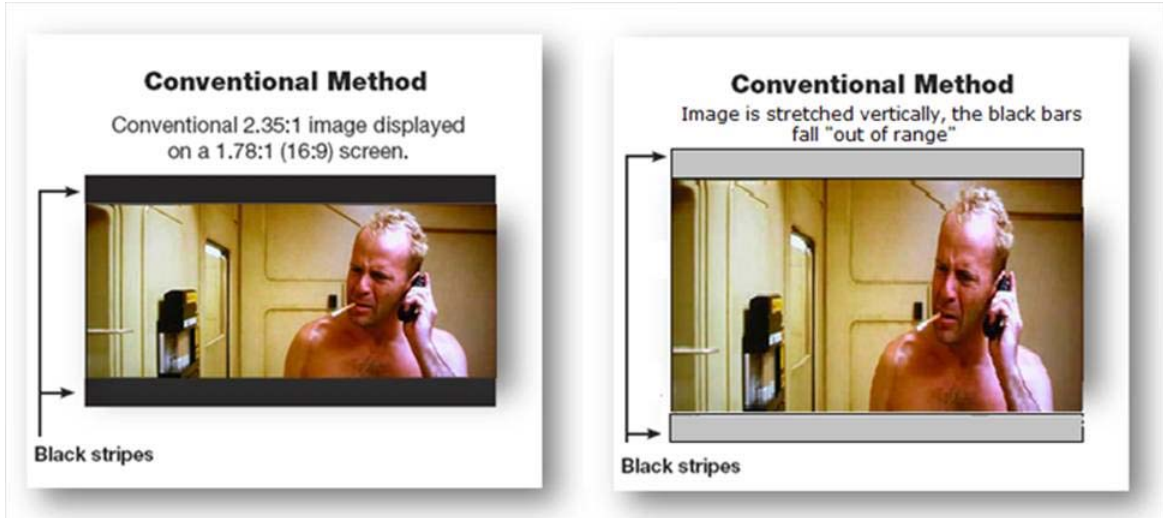 Conventional Method
Conventional 2.35:1 image displayed
on a 1.78:1 (16:9) screen.
Black stripes
Conventional Method
Image is stretched vertically, the black bars
fall "out of range"
Black stripes